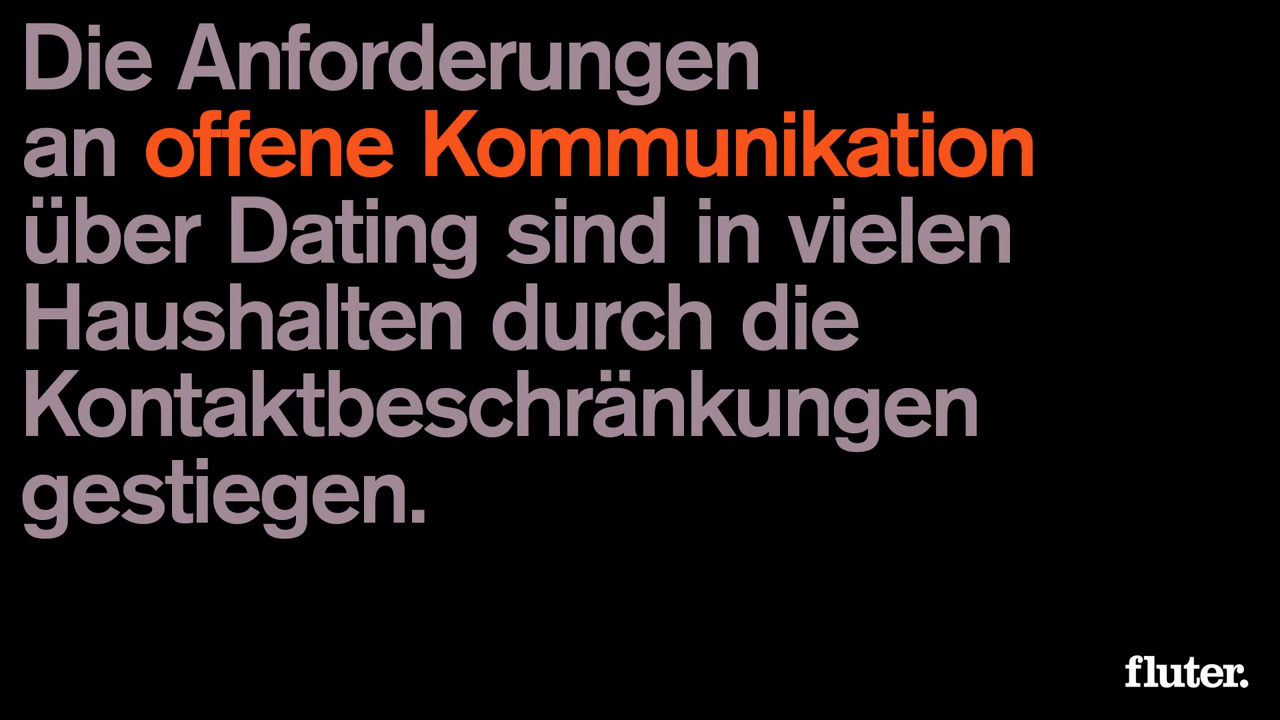 Die Anforderungen
an offene Kommunikation
über Dating sind in vielen
Haushalten durch die
Kontaktbeschränkungen
gestiegen.
fluter.